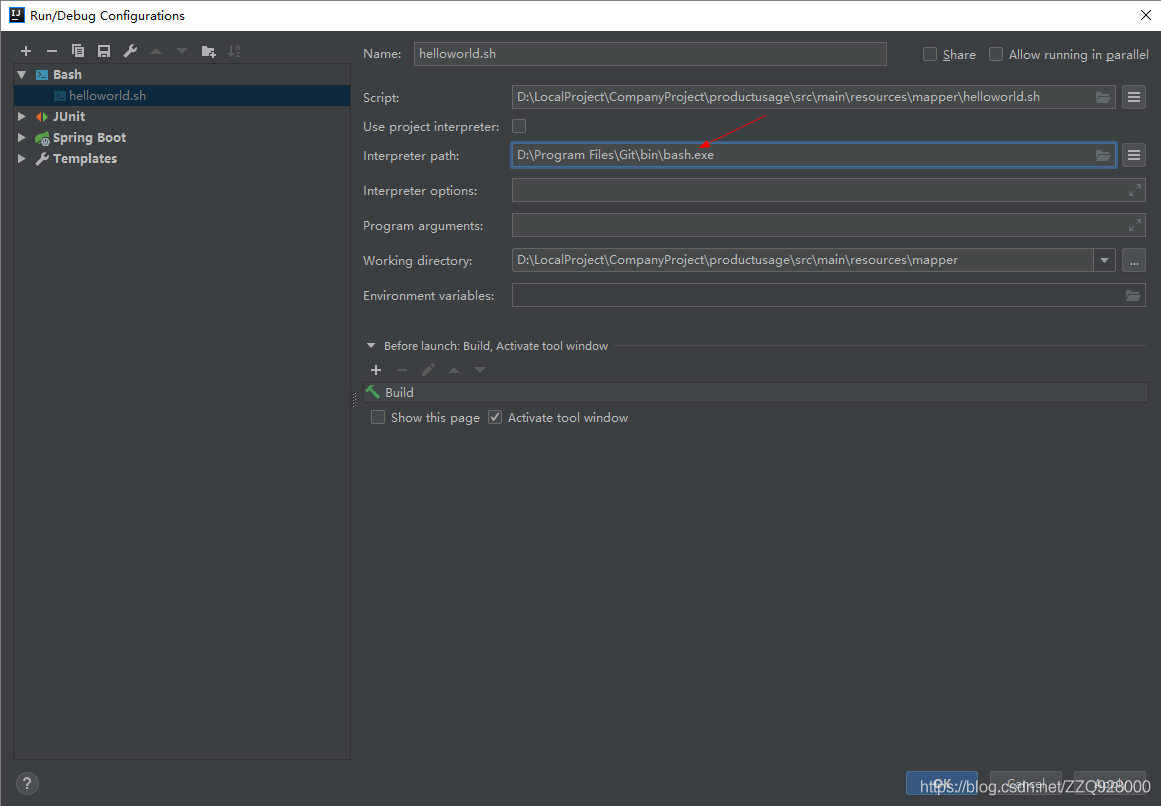 Run/Debug Configurations
Name: helloworld.sh Share Allow running in parallel
Bash
helloworld.sh
JUnit
Spring Boot
Templates
Script: D:\LocalProject\CompanyProject\productusage\src\main\resources\mapper\helloworld.sh
Use project interpreter:
Interpreter path: D:\Program Files\Git\bin\bash.exe
Interpreter options:
Program arguments:
Working directory: D:\LocalProject\CompanyProject\productusage\src\main\resources\mapper
...
Environment variables:
Before launch: Build, Activate tool window
Build
Show this page Activate tool window
?
OK Cancel Apply
https://blog.csdn.net/ZZQ928000